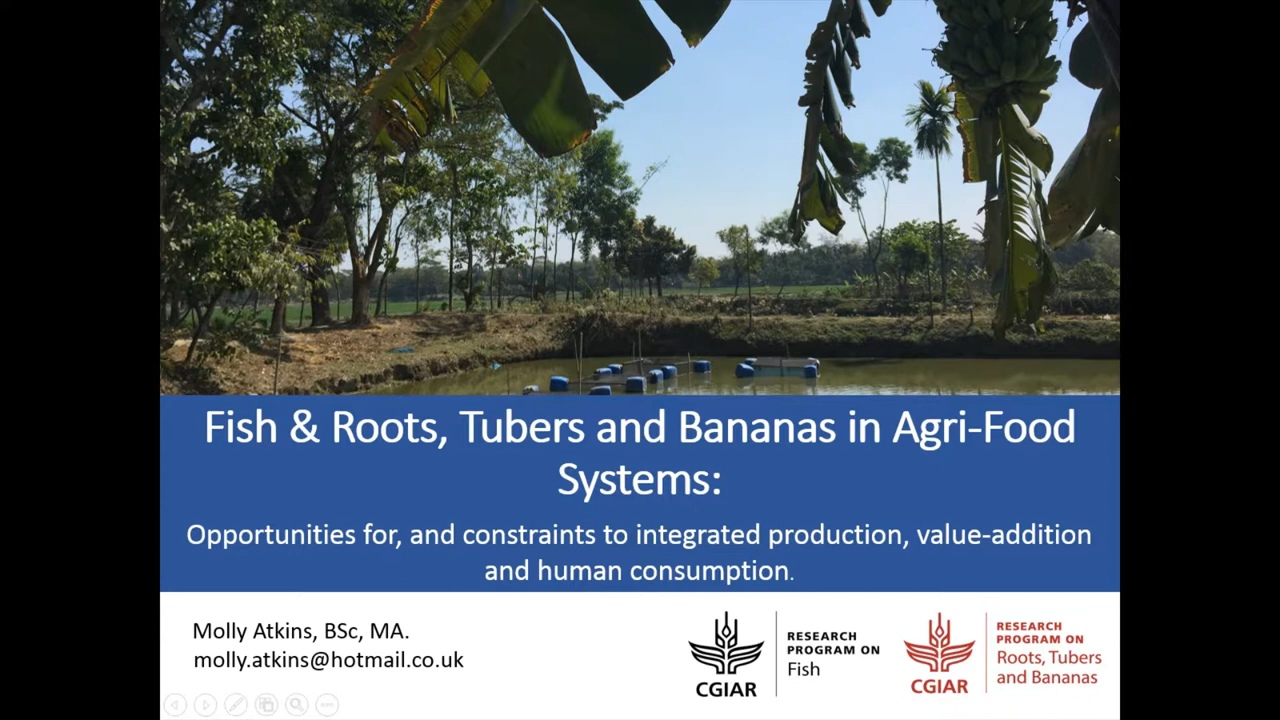 Fish & Roots, Tubers and Bananas in Agri-Food
Systems:
Opportunities for, and constraints to integrated production, value-addition
and human consumption.
Molly Atkins, BSc, MA.
molly.atkins@hotmail.co.uk
CGIAR
RESEARCH
PROGRAM ON
Fish
CGIAR
RESEARCH
PROGRAM ON
Roots, Tubers
and Bananas